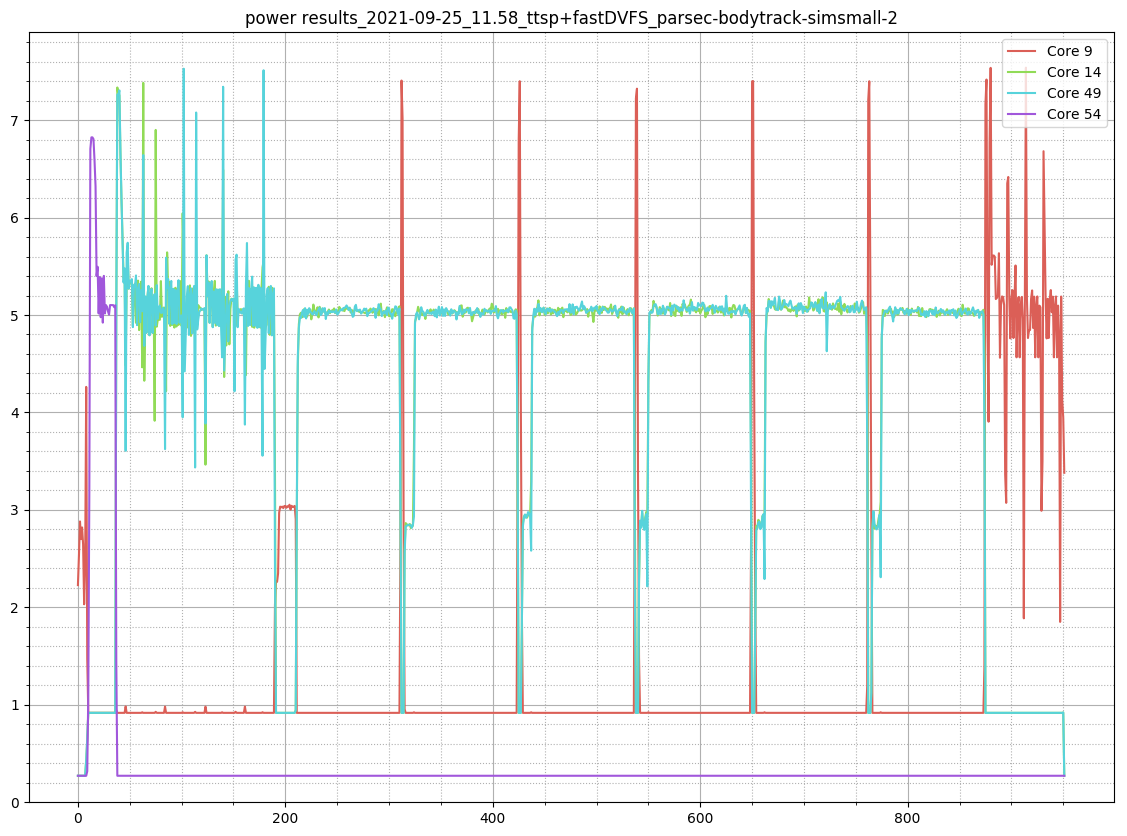 power results_2021-09-25_11.58_ttsp+fastDVFS_parsec-bodytrack-simsmall-2
Core 9
Core 14
Core 49
Core 54
7
6
5
4
3
2
1
0
0 200 400 600 800